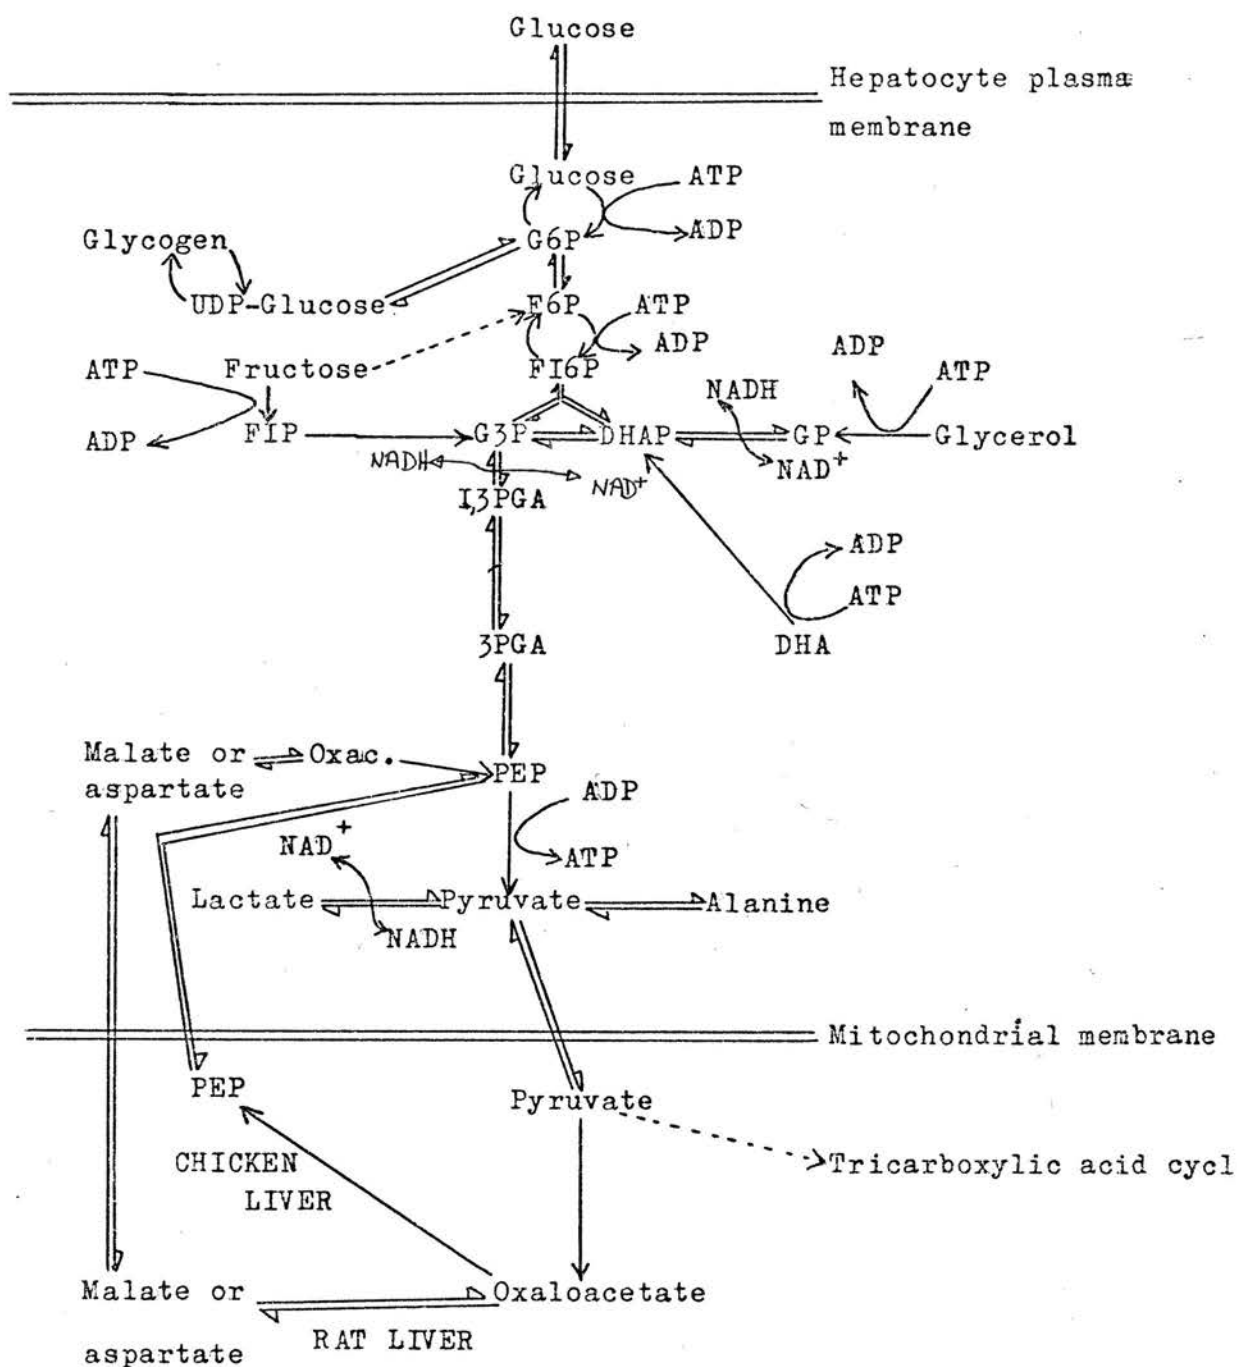 Glucose
Hepatocyte plasma
membrane
Glucose
ATP
ADP
Glycogen
G6P
UDP-Glucose
F6P
ATP
ADP
ATP
Fructose
FI6P
ADP
ATP
NADH
ADP
FIP
G3P
DHAP
GP
Glycerol
NADH
NAD+
NAD+
I,3PGA
ADP
ATP
3PGA
DHA
Malate or
aspartate
Oxac.
PEP
ADP
NAD+
ATP
Lactate
Pyruvate
Alanine
NADH
Mitochondrial membrane
PEP
Pyruvate
CHICKEN
LIVER
Tricarboxylic acid cycl
Malate or
aspartate
Oxaloacetate
RAT LIVER